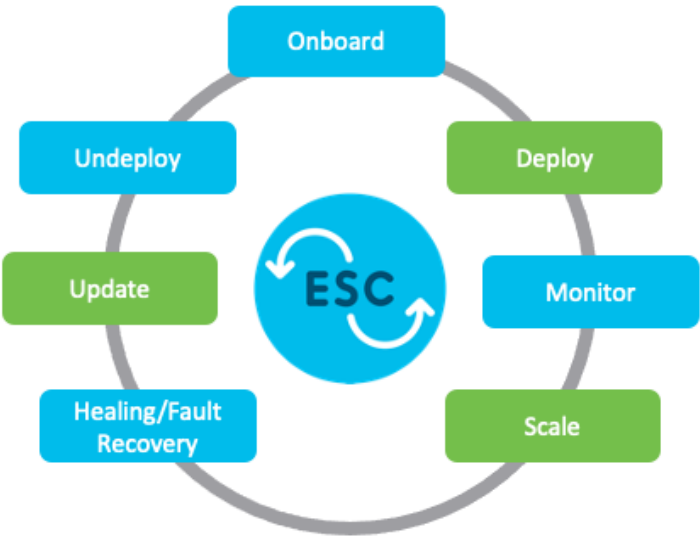 Onboard
Undeploy
Deploy
ESC
Update
Monitor
Healing/Fault
Recovery
Scale